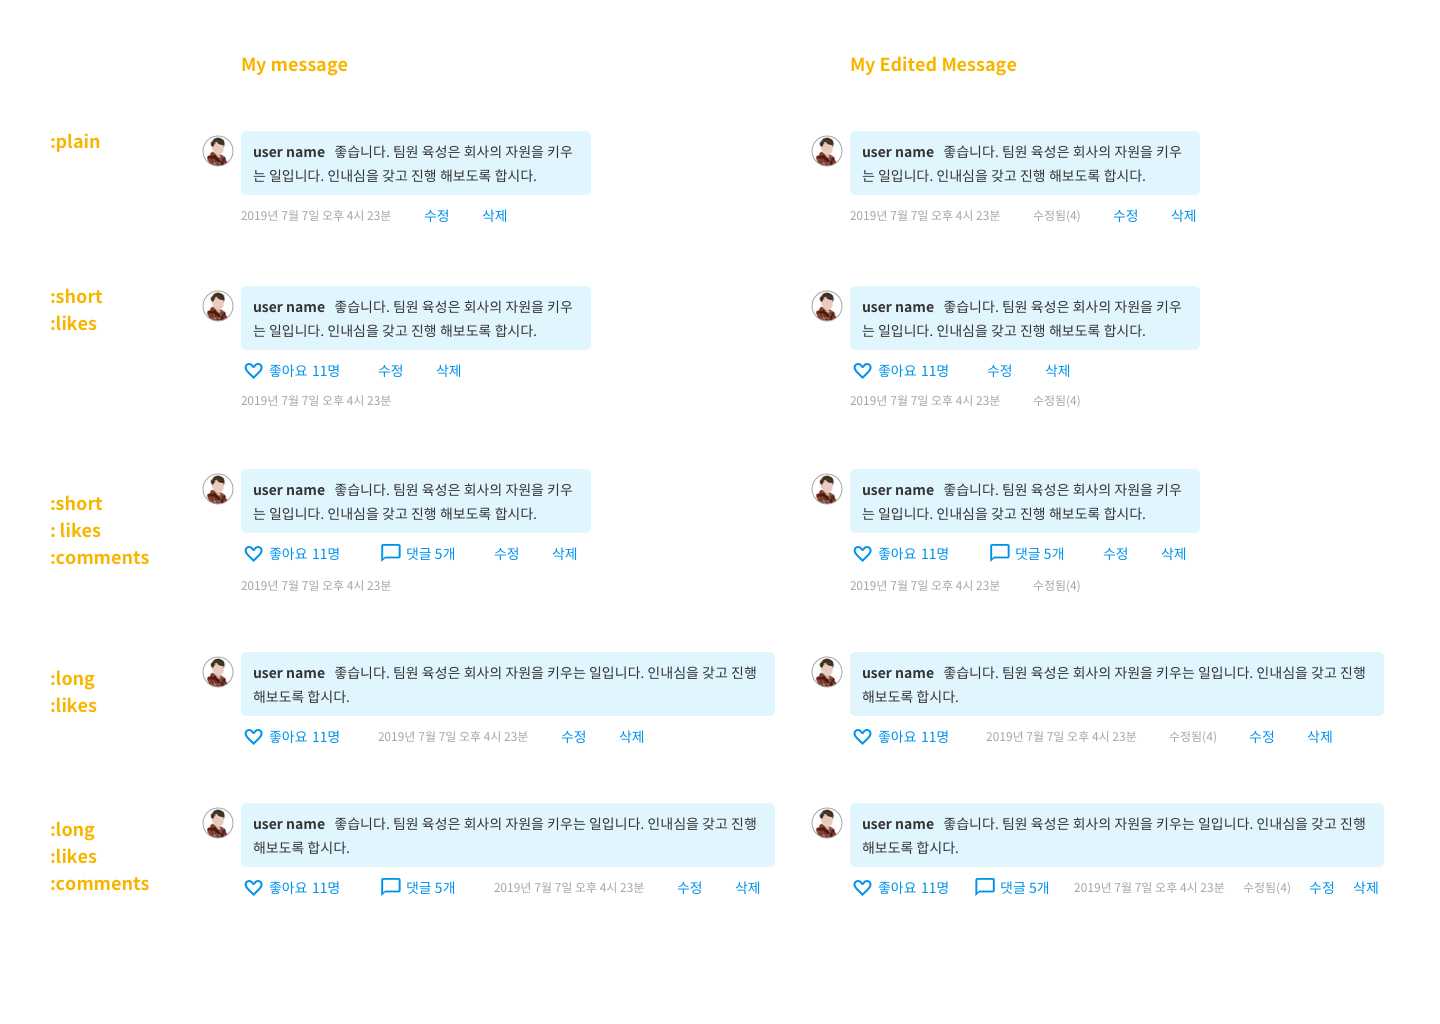 My message
My Edited Message
:plain
user name 좋습니다. 팀원 육성은 회사의 자원을 키우
는 일입니다. 인내심을 갖고 진행 해보도록 합시다.
2019년 7월 7일 오후 4시 23분 수정 삭제
user name 좋습니다. 팀원 육성은 회사의 자원을 키우
는 일입니다. 인내심을 갖고 진행 해보도록 합시다.
2019년 7월 7일 오후 4시 23분 수정됨(4) 수정 삭제
:short
:likes
user name 좋습니다. 팀원 육성은 회사의 자원을 키우
는 일입니다. 인내심을 갖고 진행 해보도록 합시다.
좋아요 11명 수정 삭제
2019년 7월 7일 오후 4시 23분
user name 좋습니다. 팀원 육성은 회사의 자원을 키우
는 일입니다. 인내심을 갖고 진행 해보도록 합시다.
좋아요 11명 수정 삭제
2019년 7월 7일 오후 4시 23분 수정됨(4)
:short
: likes
:comments
user name 좋습니다. 팀원 육성은 회사의 자원을 키우
는 일입니다. 인내심을 갖고 진행 해보도록 합시다.
좋아요 11명 댓글 5개 수정 삭제
2019년 7월 7일 오후 4시 23분
user name 좋습니다. 팀원 육성은 회사의 자원을 키우
는 일입니다. 인내심을 갖고 진행 해보도록 합시다.
좋아요 11명 댓글 5개 수정 삭제
2019년 7월 7일 오후 4시 23분 수정됨(4)
:long
:likes
user name 좋습니다. 팀원 육성은 회사의 자원을 키우는 일입니다. 인내심을 갖고 진행
해보도록 합시다.
좋아요 11명 2019년 7월 7일 오후 4시 23분 수정 삭제
user name 좋습니다. 팀원 육성은 회사의 자원을 키우는 일입니다. 인내심을 갖고 진행
해보도록 합시다.
좋아요 11명 2019년 7월 7일 오후 4시 23분 수정됨(4) 수정 삭제
:long
:likes
:comments
user name 좋습니다. 팀원 육성은 회사의 자원을 키우는 일입니다. 인내심을 갖고 진행
해보도록 합시다.
좋아요 11명 댓글 5개 2019년 7월 7일 오후 4시 23분 수정 삭제
user name 좋습니다. 팀원 육성은 회사의 자원을 키우는 일입니다. 인내심을 갖고 진행
해보도록 합시다.
좋아요 11명 댓글 5개 2019년 7월 7일 오후 4시 23분 수정됨(4) 수정 삭제